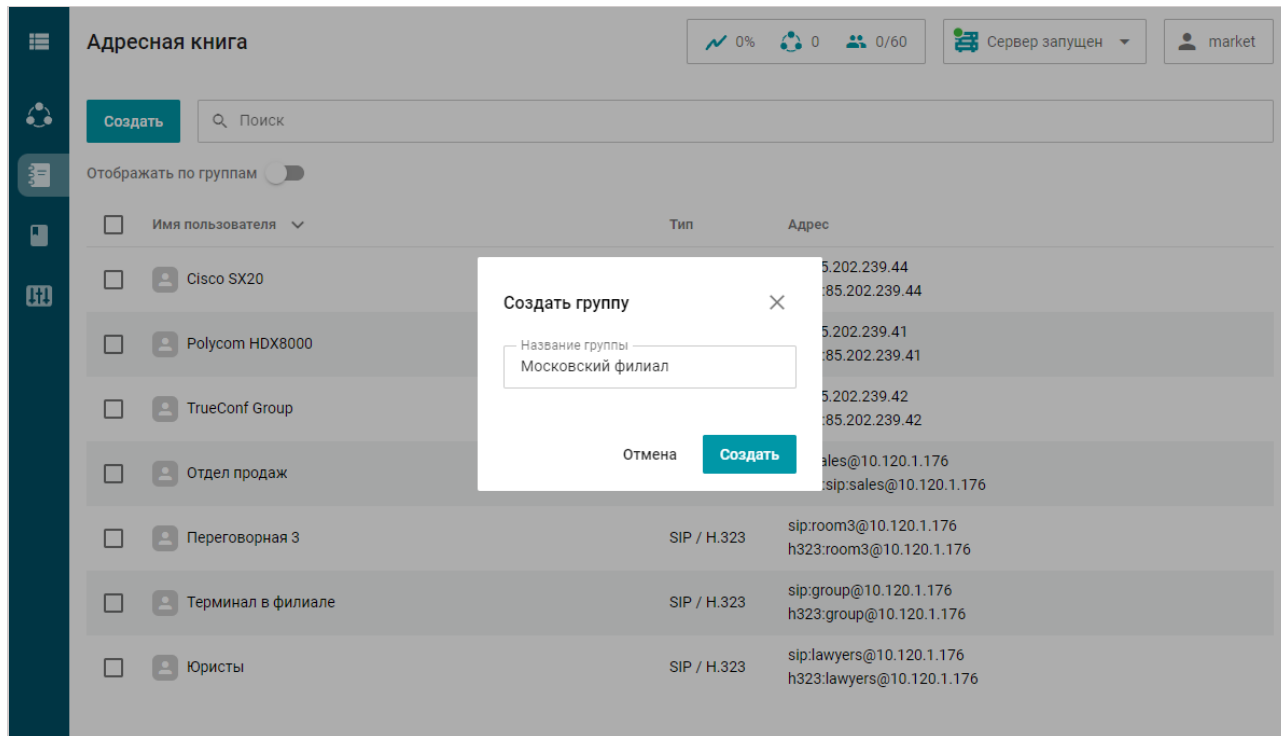 Адресная книга
0%
0
0/60
Сервер запущен
market
Создать
Поиск
Отображать по группам
Имя пользователя
Тип
Адрес
Cisco SX20
5.202.239.44
:85.202.239.44
Polycom HDX8000
5.202.239.41
:85.202.239.41
TrueConf Group
5.202.239.42
:85.202.239.42
Отдел продаж
ales@10.120.1.176
:sip:sales@10.120.1.176
Переговорная 3
SIP / H.323
sip:room3@10.120.1.176
h323:room3@10.120.1.176
Терминал в филиале
SIP / H.323
sip:group@10.120.1.176
h323:group@10.120.1.176
Юристы
SIP / H.323
sip:lawyers@10.120.1.176
h323:lawyers@10.120.1.176
Создать группу
Название группы
Московский филиал
Отмена
Создать